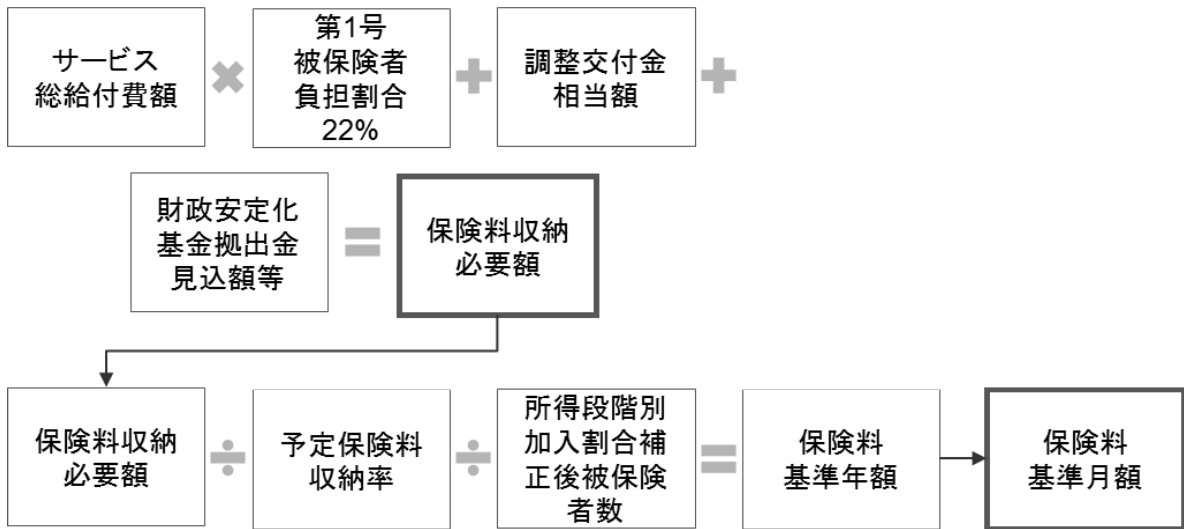 サービス
総給付費額
×
第1号
被保険者
負担割合
22%
+
調整交付金
相当額
+
財政安定化
基金拠出金
見込額等
=
保険料収納
必要額
保険料収納
必要額
÷
予定保険料
収納率
÷
所得段階別
加入割合補
正後被保険
者数
=
保険料
基準年額
保険料
基準月額